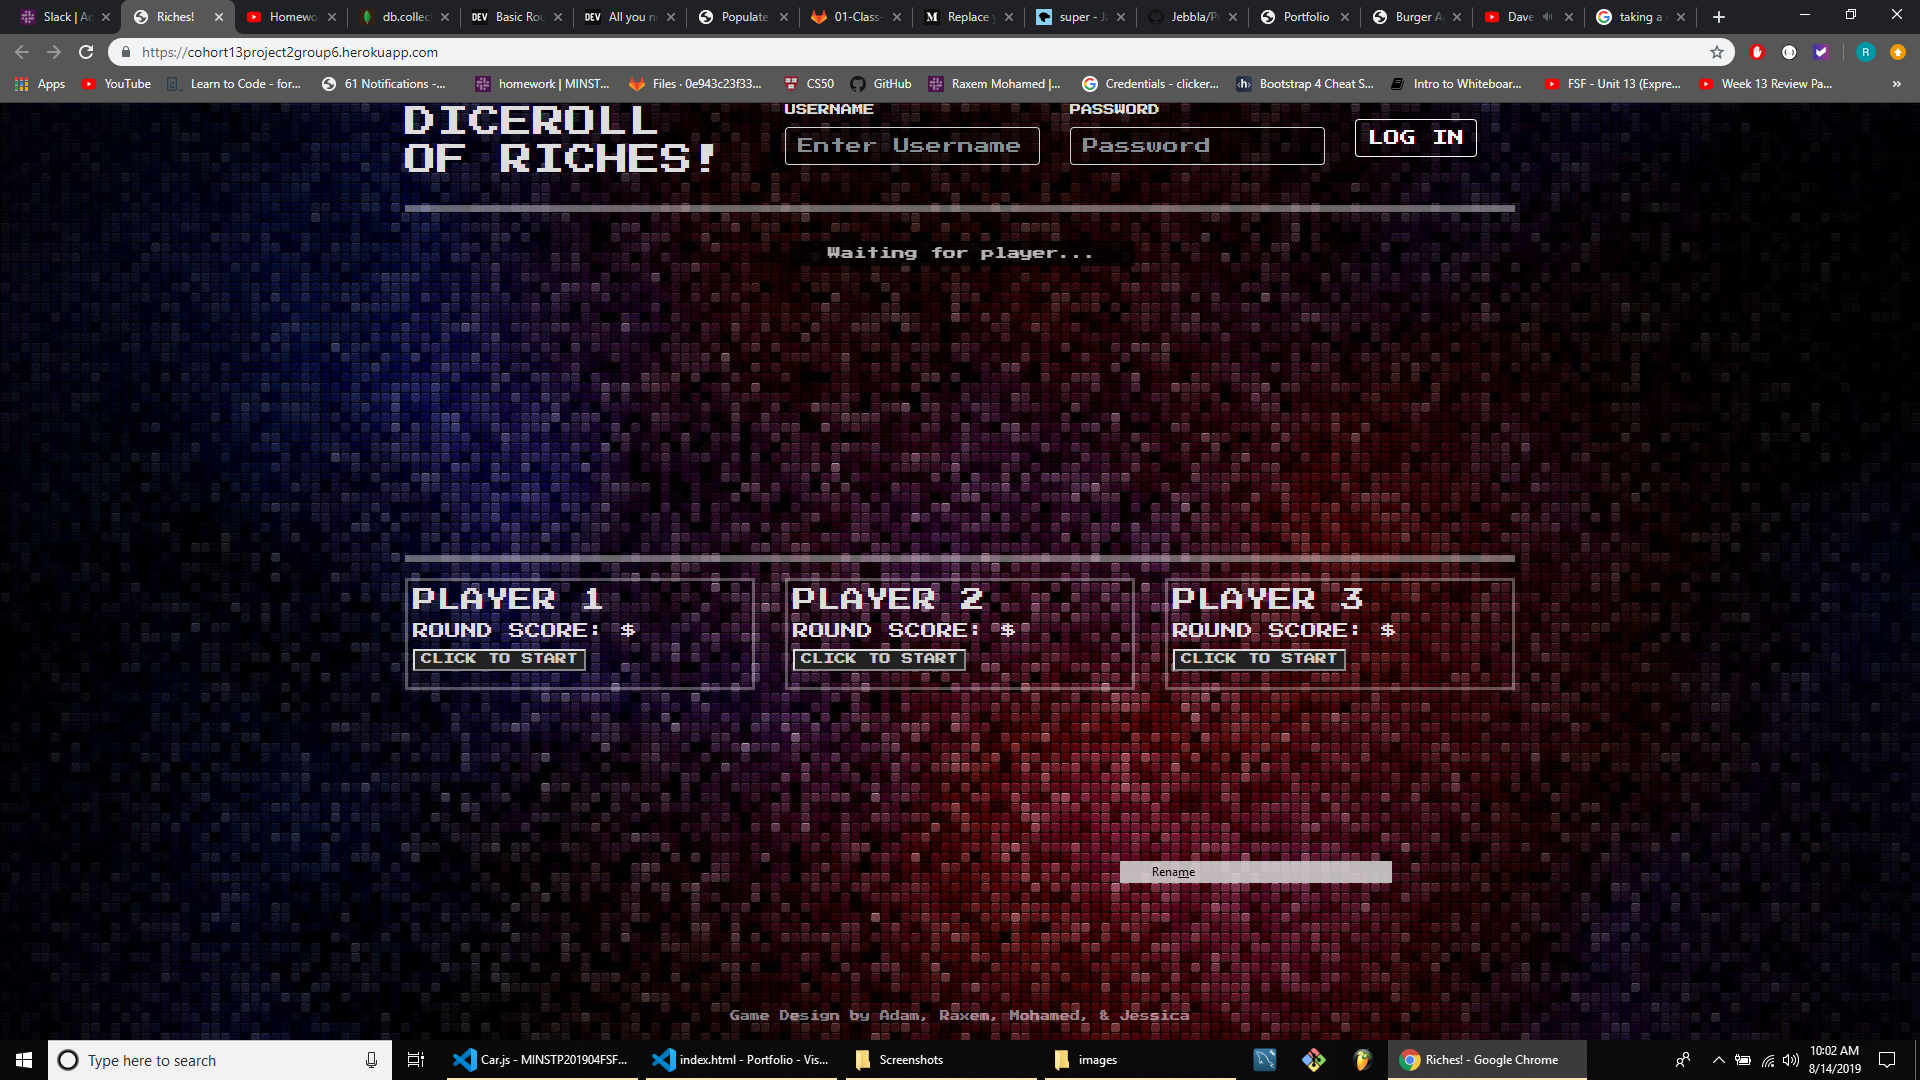 Slack | Ac
Riches!
Homewo
db.collec
Basic Rou
All you n
Populate
01-Class-
Replace y
super - Ja
Jebbla/Pr
Portfolio
Burger A
Dave
taking a s
https://cohort13project2group6.herokuapp.com
Apps
YouTube
Learn to Code - for...
61 Notifications -...
homework | MINST...
Files · 0e943c23f33...
CS50
GitHub
Raxem Mohamed |...
Credentials - clicker...
Bootstrap 4 Cheat S...
Intro to Whiteboar...
FSF - Unit 13 (Expre...
Week 13 Review Pa...
»
DICEROLL
OF RICHES!
USERNAME
Enter Username
PASSWORD
Password
LOG IN
Waiting for player...
PLAYER 1
ROUND SCORE: $
CLICK TO START
PLAYER 2
ROUND SCORE: $
CLICK TO START
PLAYER 3
ROUND SCORE: $
CLICK TO START
Rename
Game Design by Adam, Raxem, Mohamed, & Jessica
Type here to search
Car.js - MINSTP201904FSF...
index.html - Portfolio - Vis...
Screenshots
images
Riches! - Google Chrome
10:02 AM
8/14/2019